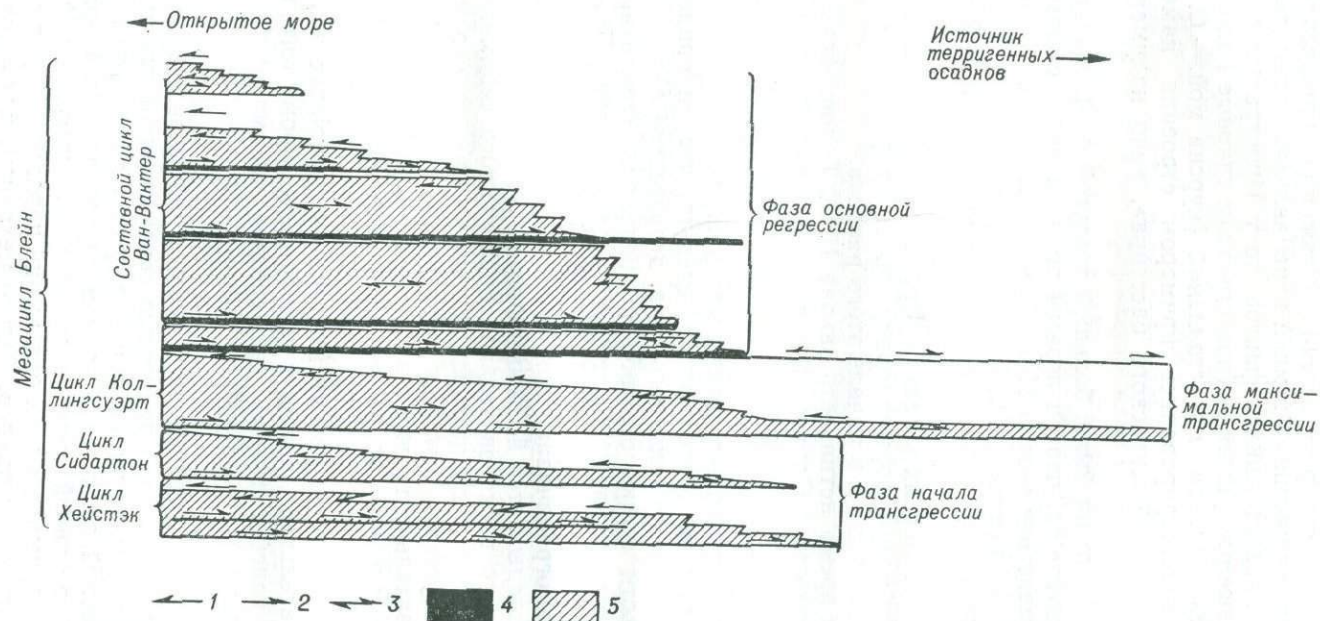 Открытое море
Источник
терригенных
осадков
Мегацикл Блейн
Составной цикл
Ван-Вактер
Фаза основной
регрессии
Цикл Кол-
лингсуэрт
Фаза макси-
мальной
трансгрессии
Цикл
Сидартон
Цикл
Хейстэк
Фаза начала
трансгрессии
1 2 3 4 5